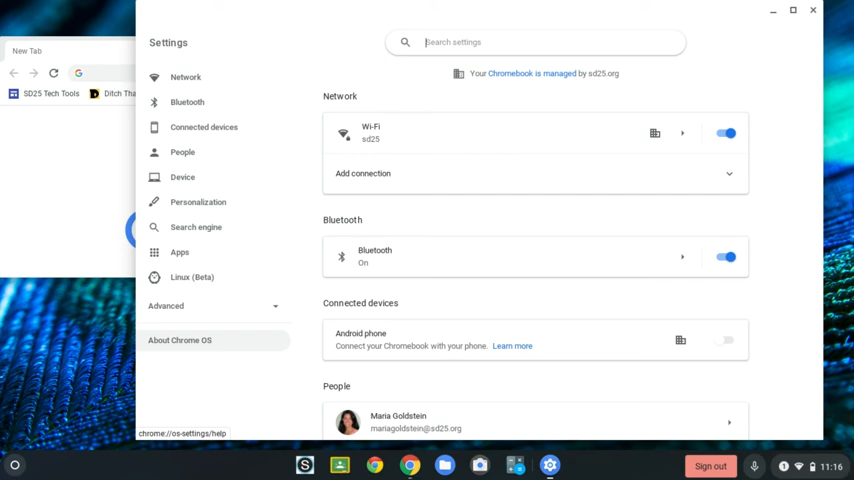 New Tab
SD25 Tech Tools
Ditch Tha
Settings
Search settings
Your Chromebook is managed by sd25.org
Network
Bluetooth
Connected devices
People
Device
Personalization
Search engine
Apps
Linux (Beta)
Advanced
About Chrome OS
Network
Wi-Fi
sd25
Add connection
Bluetooth
Bluetooth
On
Connected devices
Android phone
Connect your Chromebook with your phone. Learn more
People
Maria Goldstein
mariagoldstein@sd25.org
chrome://os-settings/help
S
Sign out
1
11:16